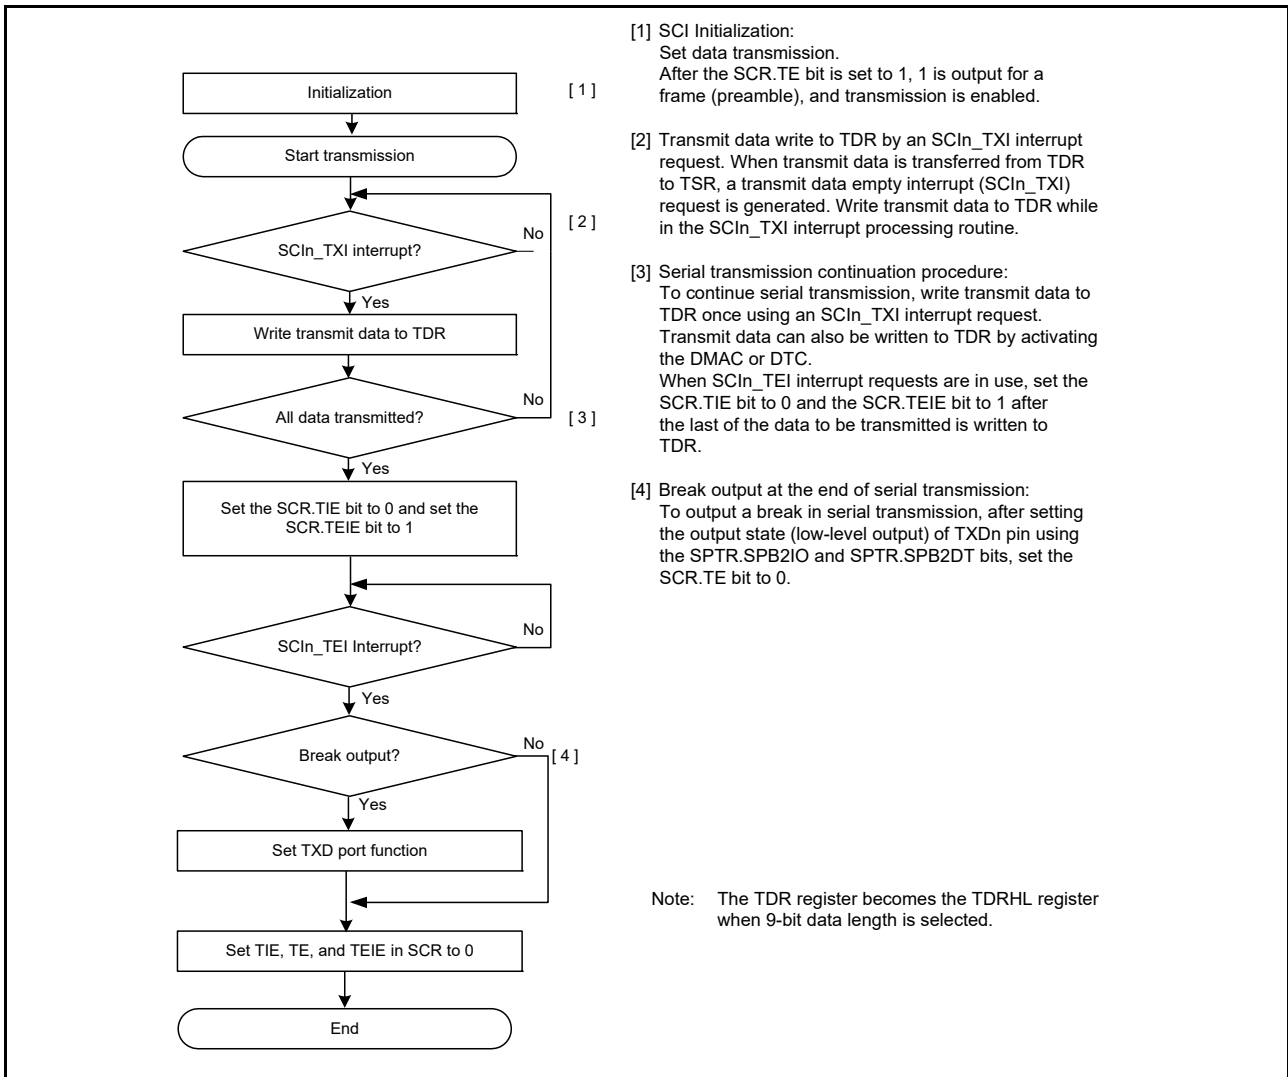 Initialization
[ 1 ]
Start transmission
SCIn_TXI interrupt?
No
[ 2 ]
Yes
Write transmit data to TDR
All data transmitted?
No
[ 3 ]
Yes
Set the SCR.TIE bit to 0 and set the
SCR.TEIE bit to 1
SCIn_TEI Interrupt?
No
Yes
Break output?
No
[ 4 ]
Yes
Set TXD port function
Set TIE, TE, and TEIE in SCR to 0
End
[1] SCI Initialization:
Set data transmission.
After the SCR.TE bit is set to 1, 1 is output for a
frame (preamble), and transmission is enabled.
[2] Transmit data write to TDR by an SCIn_TXI interrupt
request. When transmit data is transferred from TDR
to TSR, a transmit data empty interrupt (SCIn_TXI)
request is generated. Write transmit data to TDR while
in the SCIn_TXI interrupt processing routine.
[3] Serial transmission continuation procedure:
To continue serial transmission, write transmit data to
TDR once using an SCIn_TXI interrupt request.
Transmit data can also be written to TDR by activating
the DMAC or DTC.
When SCIn_TEI interrupt requests are in use, set the
SCR.TIE bit to 0 and the SCR.TEIE bit to 1 after
the last of the data to be transmitted is written to
TDR.
[4] Break output at the end of serial transmission:
To output a break in serial transmission, after setting
the output state (low-level output) of TXDn pin using
the SPTR.SPB2IO and SPTR.SPB2DT bits, set the
SCR.TE bit to 0.
Note: The TDR register becomes the TDRHL register
when 9-bit data length is selected.